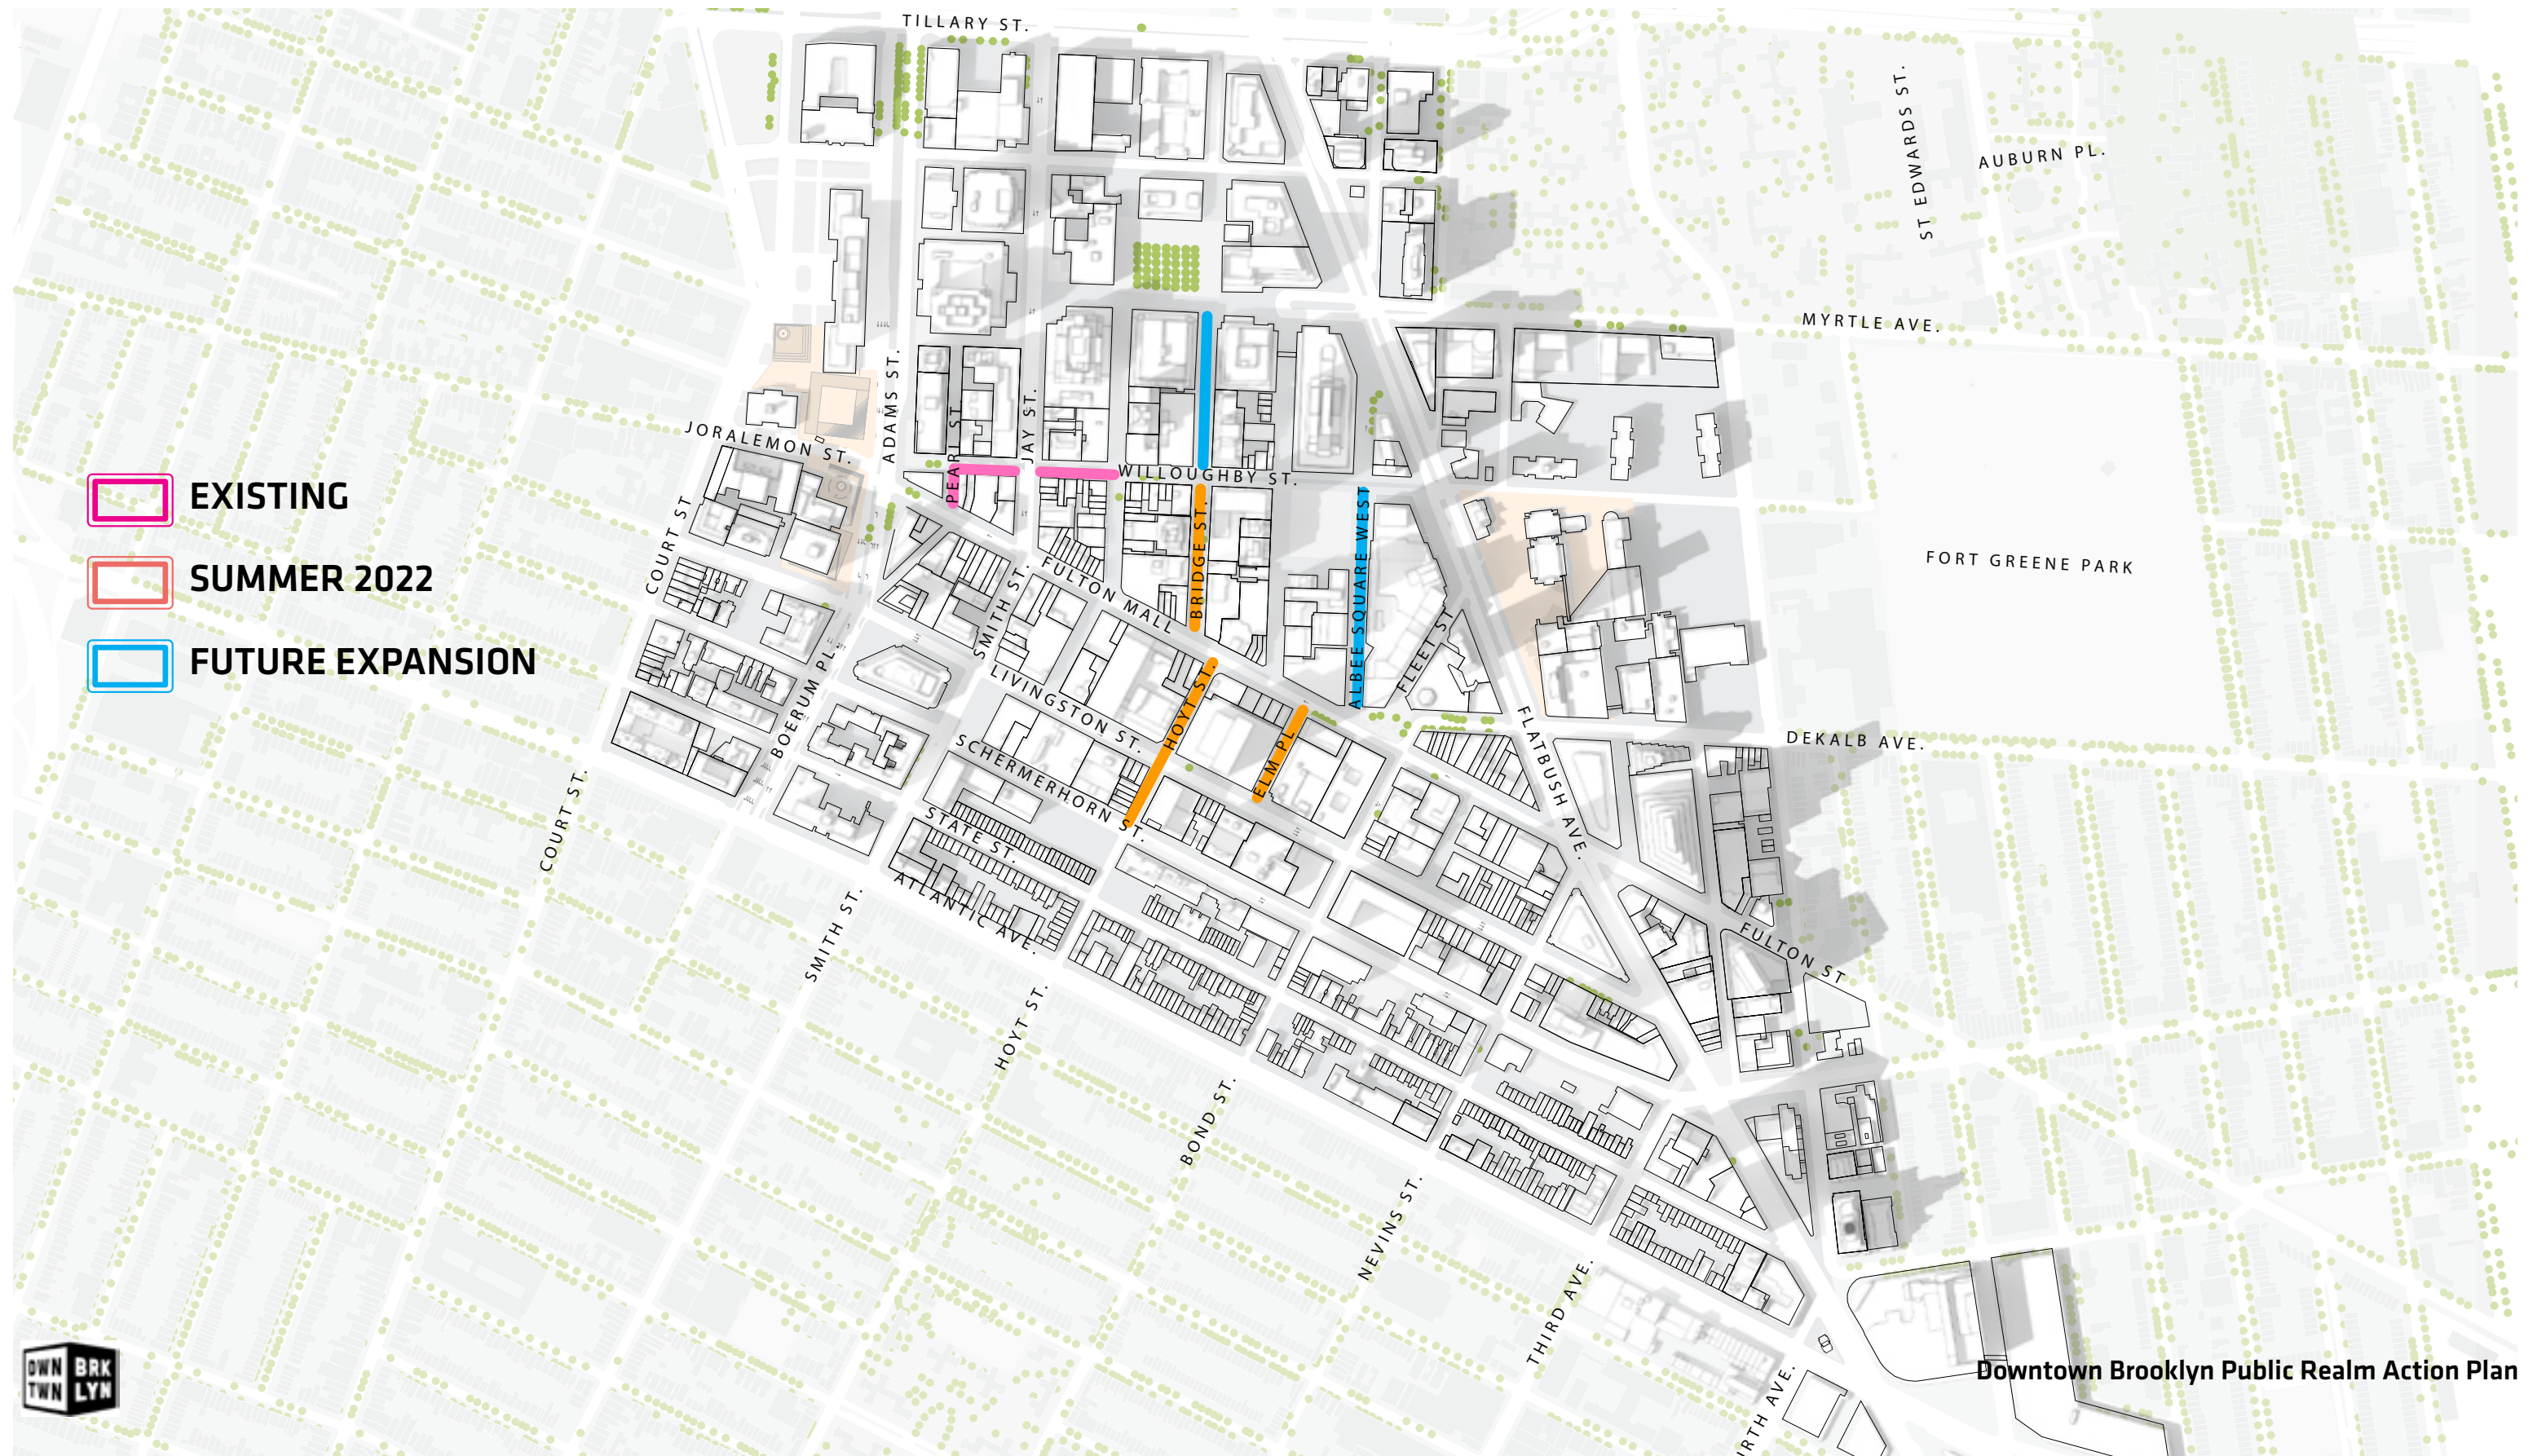 TILLARY ST.
ST EDWARDS ST.
AUBURN PL.
MYRTLE AVE.
ADAMS ST.
JAY ST.
PEARL ST
JORALEMON ST.
WILLOUGHBY ST.
EXISTING
SUMMER 2022
FUTURE EXPANSION
COURT ST
BRIDGE ST.
ALBEE SQUARE WEST
FLEET ST
FORT GREENE PARK
FULTON MALL
SMITH ST.
HOYT ST.
LIVINGSTON ST.
BOERUM PL.
ELM PL.
SCHERMERHORN ST.
FLATBUSH AVE.
DEKALB AVE.
STATE ST.
COURT ST.
ATLANTIC AVE.
SMITH ST.
FULTON ST
HOYT ST.
BOND ST.
NEVINS ST.
THIRD AVE.
RTH AVE.
DWN BRK
TWN LYN
Downtown Brooklyn Public Realm Action Plan